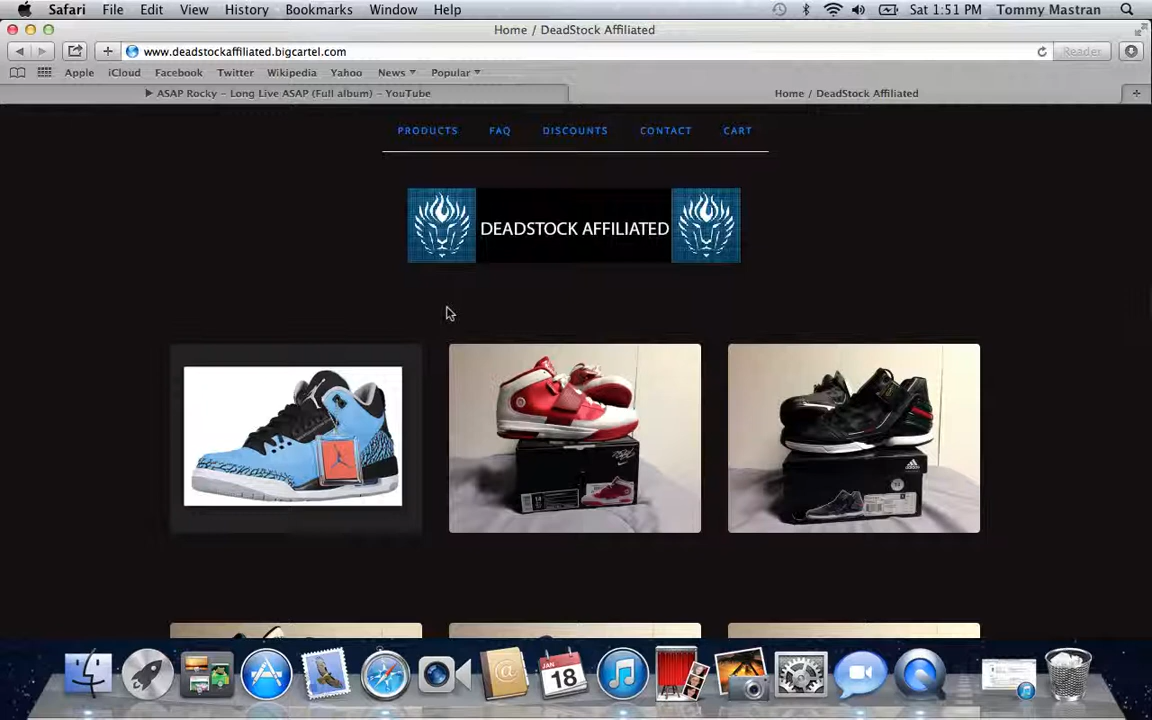 Safari File Edit View History Bookmarks Window Help Sat 1:51 PM Tommy Mastran
Home / DeadStock Affiliated
www.deadstockaffiliated.bigcartel.com Reader
Apple iCloud Facebook Twitter Wikipedia Yahoo News Popular
ASAP Rocky – Long Live ASAP (Full album) – YouTube Home / DeadStock Affiliated
PRODUCTS FAQ DISCOUNTS CONTACT CART
DEADSTOCK AFFILIATED
adidas
JAN
18